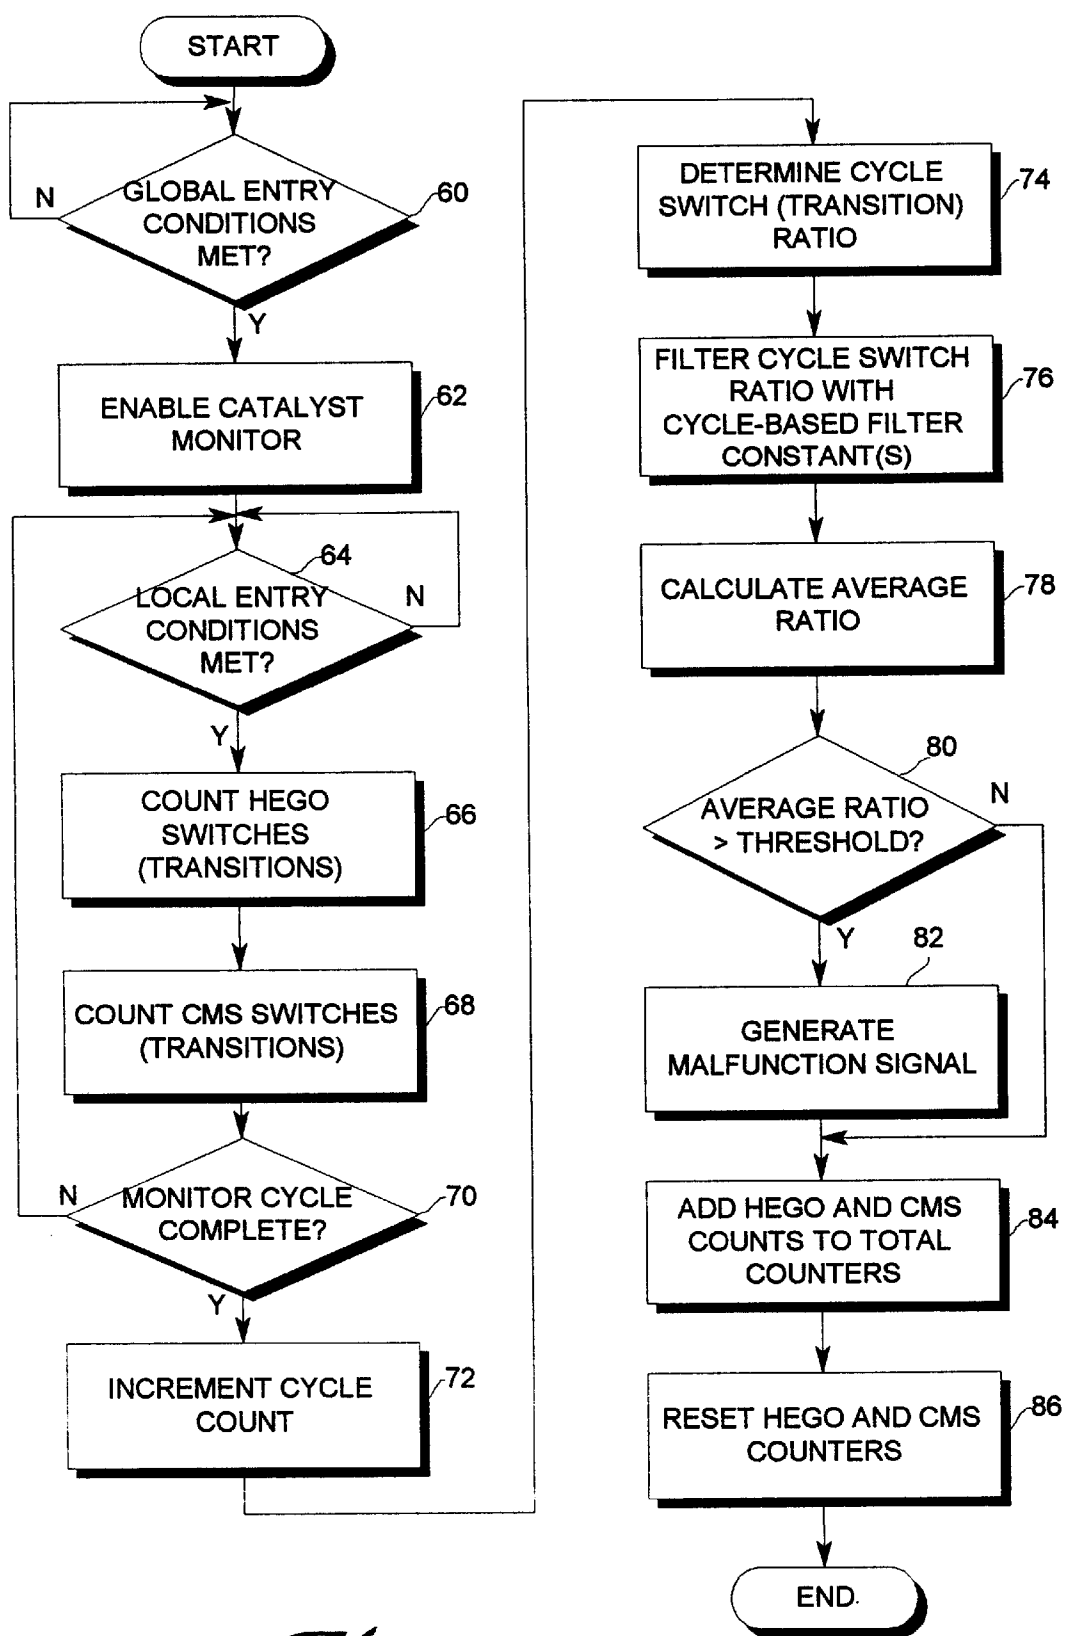 START
GLOBAL ENTRY
CONDITIONS
MET?
N
60
Y
ENABLE CATALYST
MONITOR
62
64
LOCAL ENTRY
CONDITIONS
MET?
N
Y
COUNT HEGO
SWITCHES
(TRANSITIONS)
66
COUNT CMS SWITCHES
(TRANSITIONS)
68
N
MONITOR CYCLE
COMPLETE?
70
Y
INCREMENT CYCLE
COUNT
72
DETERMINE CYCLE
SWITCH (TRANSITION)
RATIO
74
FILTER CYCLE SWITCH
RATIO WITH
CYCLE-BASED FILTER
CONSTANT(S)
76
CALCULATE AVERAGE
RATIO
78
80
AVERAGE RATIO
> THRESHOLD?
N
Y
82
GENERATE
MALFUNCTION SIGNAL
ADD HEGO AND CMS
COUNTS TO TOTAL
COUNTERS
84
RESET HEGO AND CMS
COUNTERS
86
END.